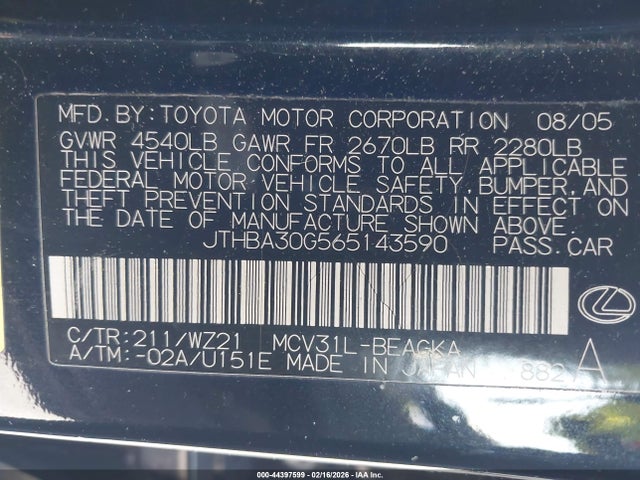 MFD. BY: TOYOTA MOTOR CORPORATION 08/05
GVWR 4540LB GAWR FR 2670LB RR 2280LB
THIS VEHICLE CONFORMS TO ALL APPLICABLE
FEDERAL MOTOR VEHICLE SAFETY, BUMPER, AND
THEFT PREVENTION STANDARDS IN EFFECT ON
THE DATE OF MANUFACTURE SHOWN ABOVE.
JTHBA30G565143590 PASS. CAR
C/TR: 211/WZ21 MCV31L-BEAGKA A
A/TM: -02A/U151E MADE IN JAPAN 882
000-44397599 - 02/16/2026 - IAAI Inc.